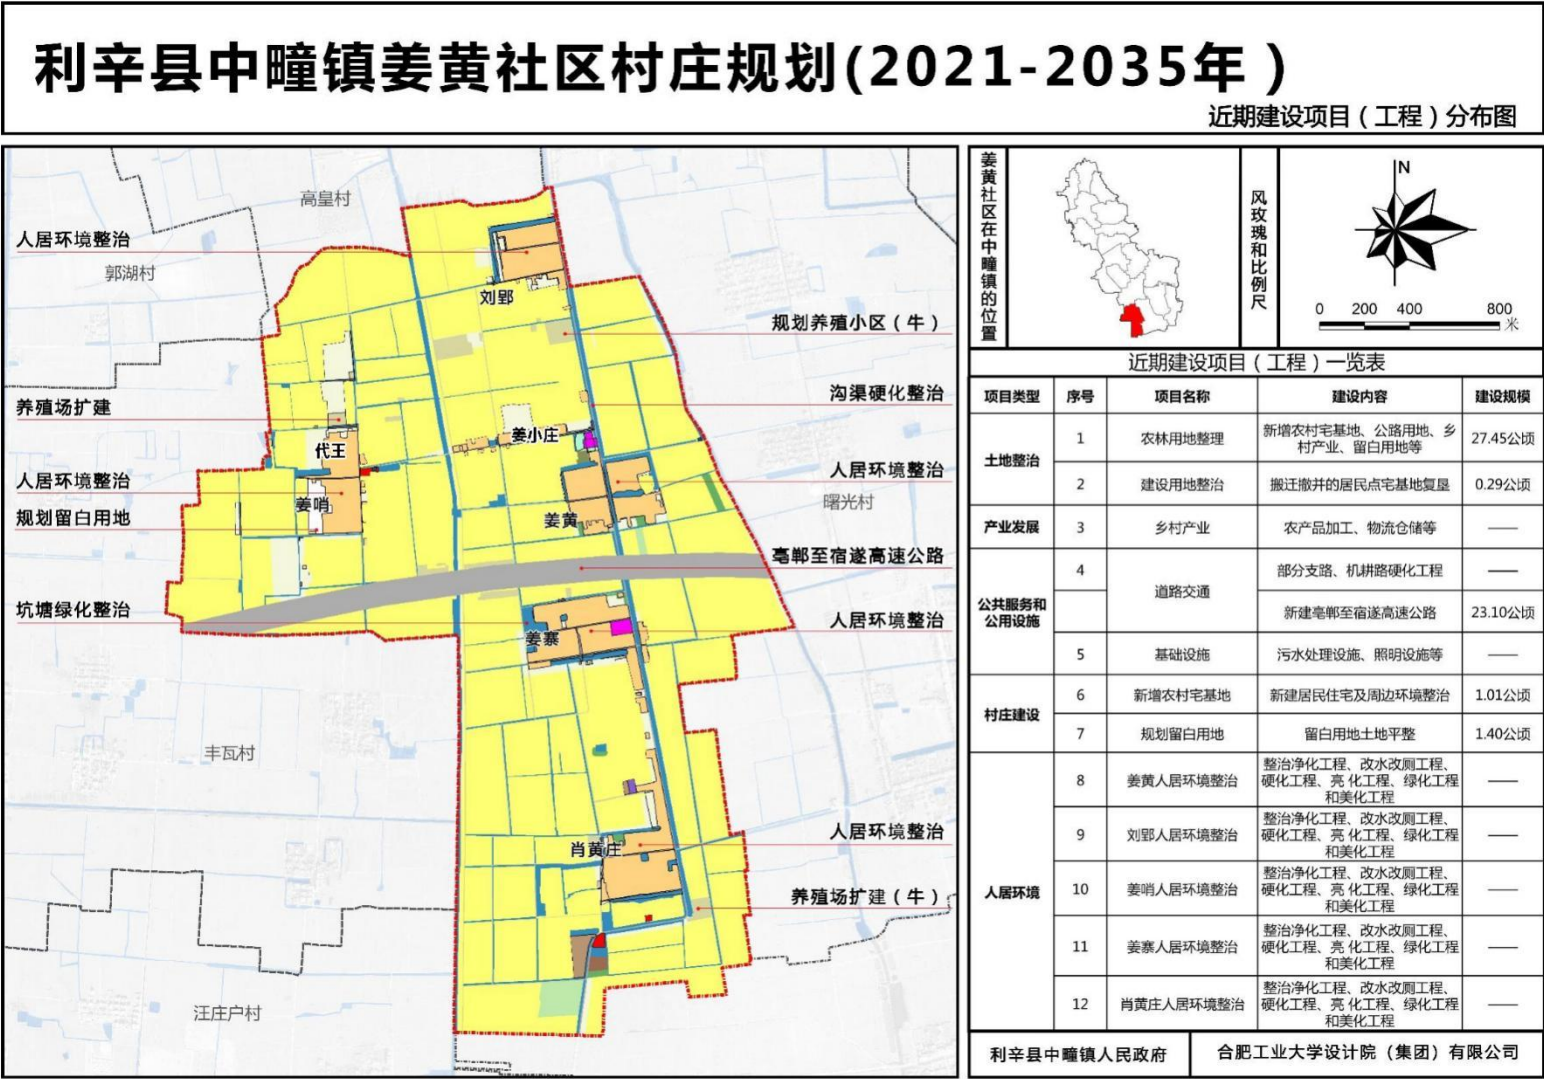 利辛县中疃镇姜黄社区村庄规划(2021-2035年)
近期建设项目(工程)分布图
高皇村
人居环境整治
郭湖村
刘郢
规划养殖小区(牛)
沟渠硬化整治
养殖场扩建
代王
姜小庄
人居环境整治
人居环境整治
曙光村
姜哨
规划留白用地
姜黄
亳郸至宿遂高速公路
坑塘绿化整治
人居环境整治
姜寨
丰瓦村
人居环境整治
肖黄庄
养殖场扩建(牛)
汪庄户村
姜黄社区在中疃镇的位置
风玫瑰和比例尺
N
0 200 400 800
米
近期建设项目(工程)一览表
项目类型 序号 项目名称 建设内容 建设规模
土地整治
1 农林用地整理 新增农村宅基地、公路用地、乡
村产业、留白用地等 27.45公顷
2 建设用地整治 搬迁撤并的居民点宅基地复垦 0.29公顷
产业发展 3 乡村产业 农产品加工、物流仓储等 ——
公共服务和
公用设施
4 道路交通 部分支路、机耕路硬化工程 ——
新建亳郸至宿遂高速公路 23.10公顷
5 基础设施 污水处理设施、照明设施等 ——
村庄建设
6 新增农村宅基地 新建居民住宅及周边环境整治 1.01公顷
7 规划留白用地 留白用地土地平整 1.40公顷
人居环境
8 姜黄人居环境整治 整治净化工程、改水改厕工程、
硬化工程、亮 化工程、绿化工程
和美化工程 ——
9 刘郢人居环境整治 整治净化工程、改水改厕工程、
硬化工程、亮 化工程、绿化工程
和美化工程 ——
10 姜哨人居环境整治 整治净化工程、改水改厕工程、
硬化工程、亮 化工程、绿化工程
和美化工程 ——
11 姜寨人居环境整治 整治净化工程、改水改厕工程、
硬化工程、亮 化工程、绿化工程
和美化工程 ——
12 肖黄庄人居环境整治 整治净化工程、改水改厕工程、
硬化工程、亮 化工程、绿化工程
和美化工程 ——
利辛县中疃镇人民政府
合肥工业大学设计院(集团)有限公司